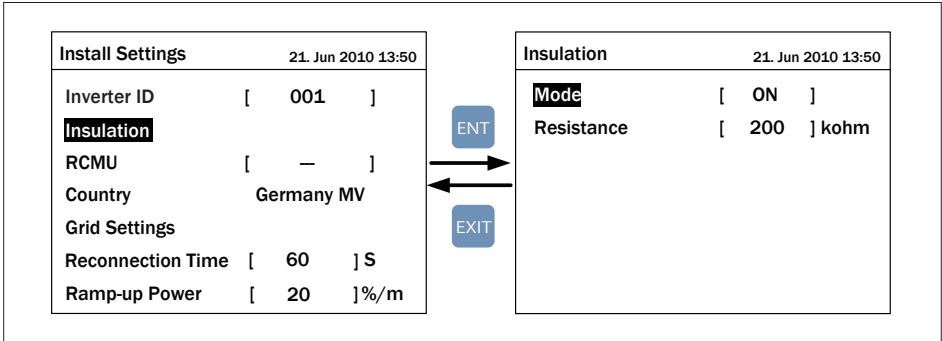 Install Settings 21. Jun 2010 13:50
Inverter ID [ 001 ]
Insulation
RCMU [ --- ]
Country Germany MV
Grid Settings
Reconnection Time [ 60 ] S
Ramp-up Power [ 20 ]%/m
ENT
EXIT
Insulation 21. Jun 2010 13:50
Mode [ ON ]
Resistance [ 200 ] kohm